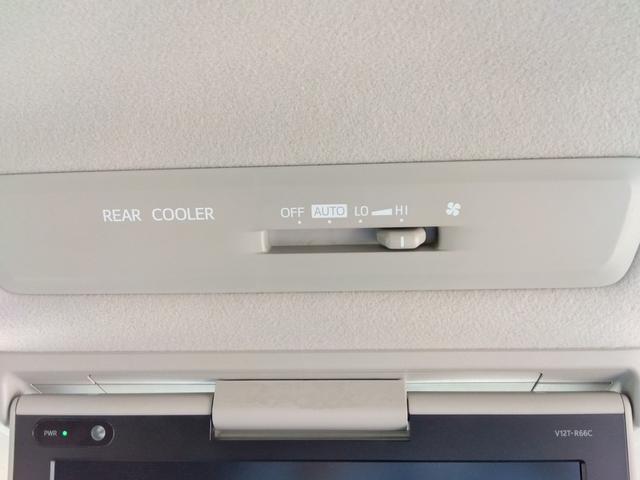 REAR COOLER OFF AUTO LO HI
PWR V12T-R66C